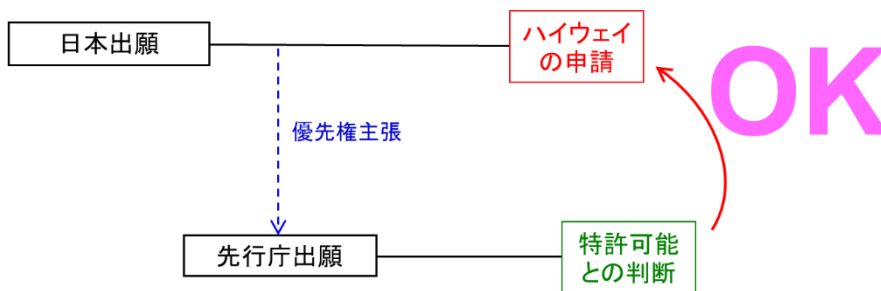 日本出願
ハイウェイ
の申請
OK
優先権主張
先行庁出願
特許可能
との判断